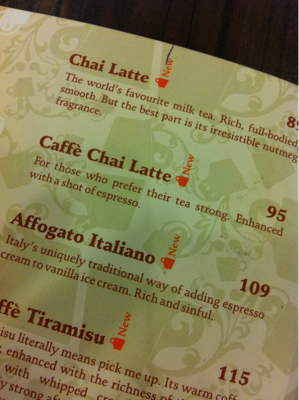 Chai Latte New
The world's favourite milk tea. Rich, full-bodied
smooth. But the best part is its irresistible nutmeg
fragrance.
Caffè Chai Latte New
For those who prefer their tea strong. Enhanced 95
with a shot of espresso.
Affogato Italiano New
Italy's uniquely traditional way of adding espresso 109
cream to vanilla ice cream. Rich and sinful.
ffè Tiramisu New
isu literally means pick me up. Its warm coff 115
enhanced with the richness of
with whipped
strong